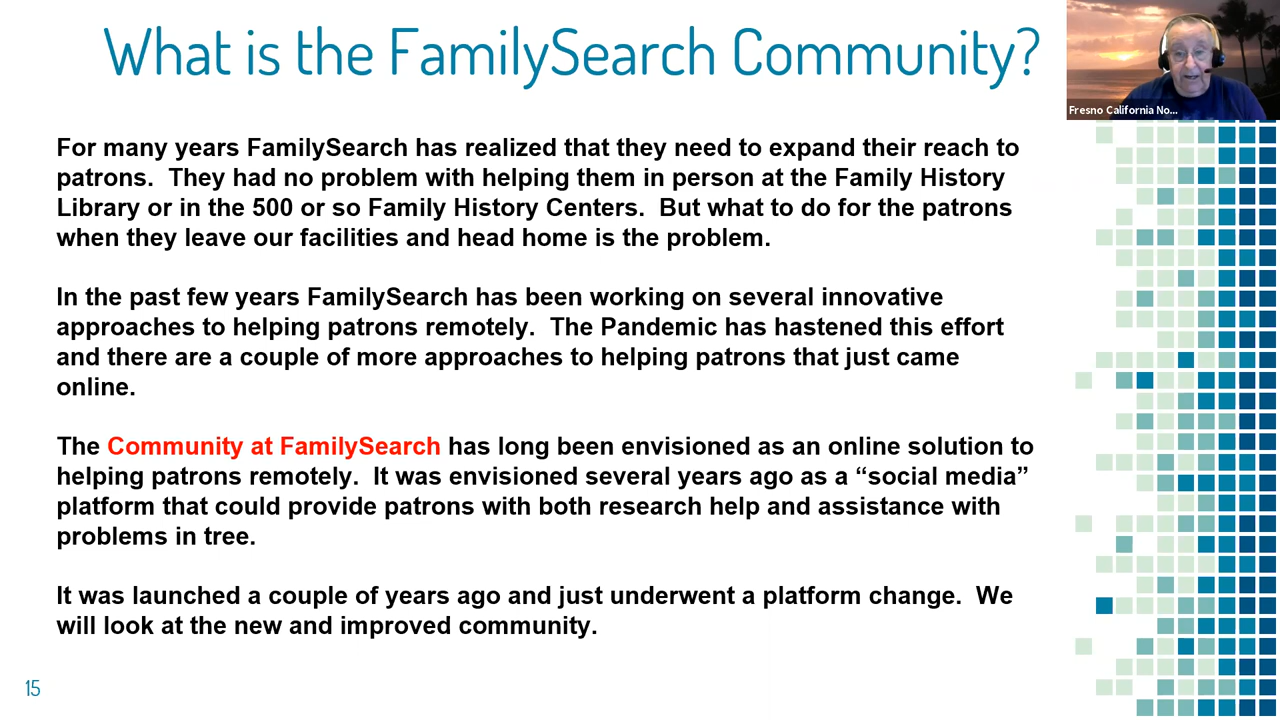 What is the FamilySearch Community?
Fresno California No...
For many years FamilySearch has realized that they need to expand their reach to
patrons.  They had no problem with helping them in person at the Family History
Library or in the 500 or so Family History Centers.  But what to do for the patrons
when they leave our facilities and head home is the problem.
In the past few years FamilySearch has been working on several innovative
approaches to helping patrons remotely.  The Pandemic has hastened this effort
and there are a couple of more approaches to helping patrons that just came
online.
The Community at FamilySearch has long been envisioned as an online solution to
helping patrons remotely.  It was envisioned several years ago as a “social media”
platform that could provide patrons with both research help and assistance with
problems in tree.
It was launched a couple of years ago and just underwent a platform change.  We
will look at the new and improved community.
15